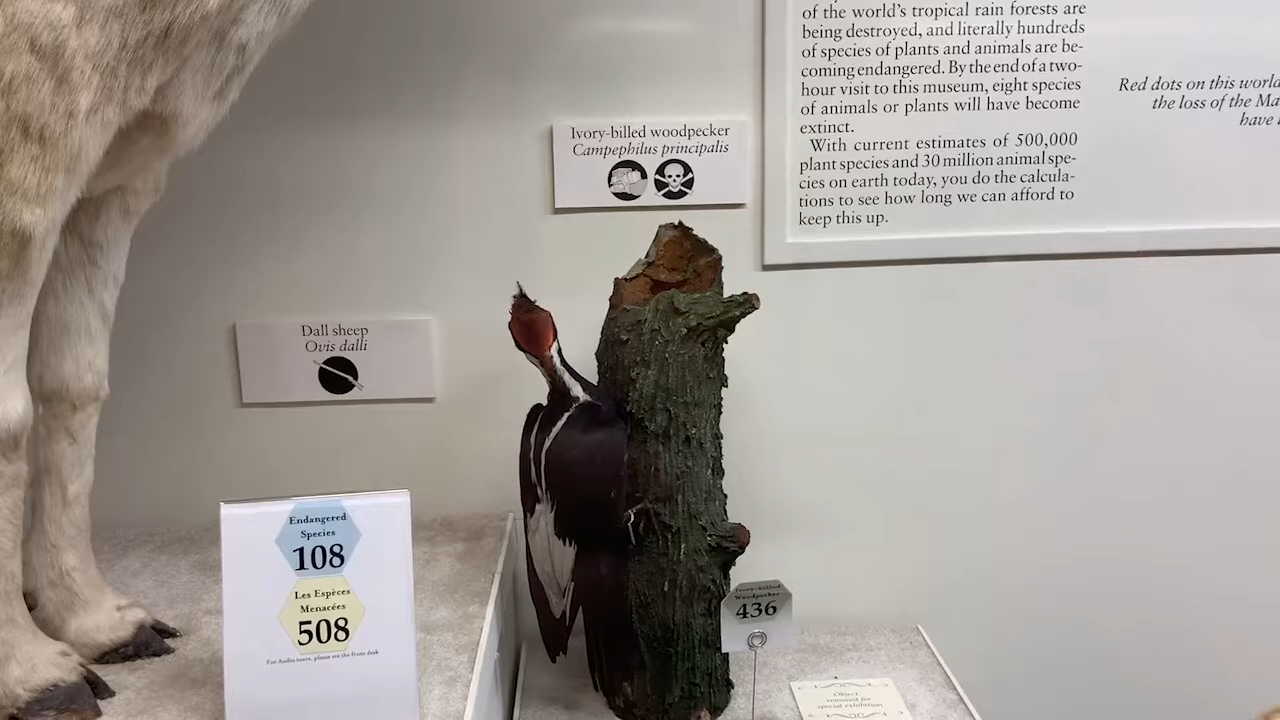 of the world's tropical rain forests are
being destroyed, and literally hundreds
of species of plants and animals are be-
coming endangered. By the end of a two-
hour visit to this museum, eight species
of animals or plants will have become
extinct.
With current estimates of 500,000
plant species and 30 million animal spe-
cies on earth today, you do the calcula-
tions to see how long we can afford to
keep this up.
Red dots on this world
the loss of the Ma
have
Ivory-billed woodpecker
Campephilus principalis
Dall sheep
Ovis dalli
Endangered
Species
108
Les Espèces
Menacées
508
For Audio tours, please see the front desk
Ivory-billed
Woodpecker
436
Object
removed for
special exhibition